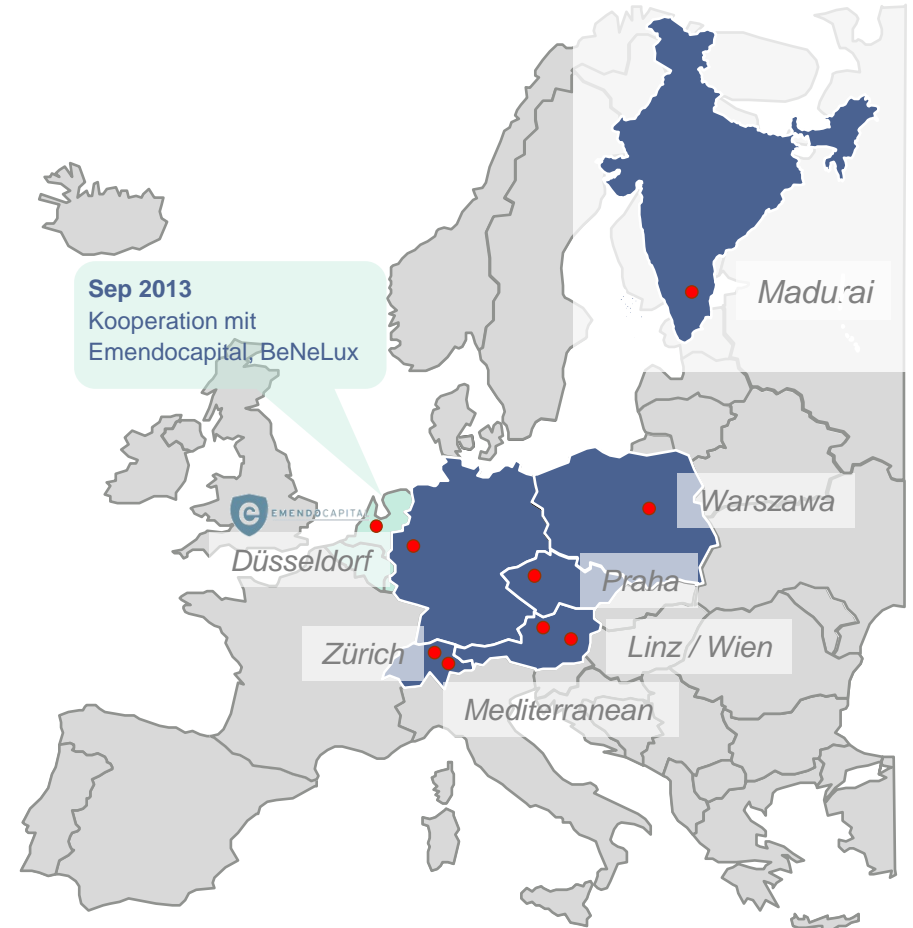 Madurai
Sep 2013
Kooperation mit
Emendocapital, BeNeLux
Warszawa
e EMENDOCAPITAL
Düsseldorf
Praha
Zürich
Linz / Wien
Mediterranean